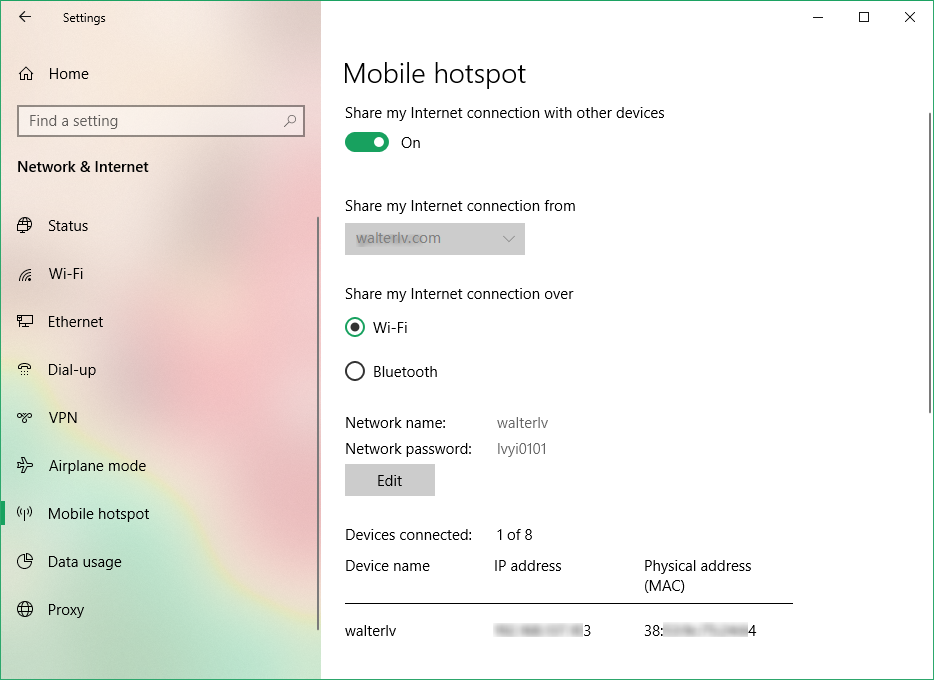 Settings
Home
Find a setting
Network & Internet
Status
Wi-Fi
Ethernet
Dial-up
VPN
Airplane mode
Mobile hotspot
Data usage
Proxy
Mobile hotspot
Share my Internet connection with other devices
On
Share my Internet connection from
walterlv.com
Share my Internet connection over
Wi-Fi
Bluetooth
Network name: walterlv
Network password: lvyi0101
Edit
Devices connected: 1 of 8
Device name IP address Physical address
(MAC)
walterlv 3 38: 4